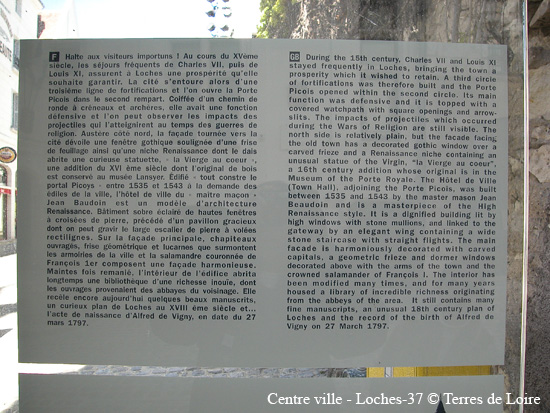 F Halte aux visiteurs importuns ! Au cours du XVème
siècle, les séjours fréquents de Charles VII, puis de
Louis XI, assurent à Loches une prospérité qu'elle
souhaite garantir. La cité s'entoure alors d'une
troisième ligne de fortifications et l'on ouvre la Porte
Picois dans le second rempart. Coiffée d'un chemin de
ronde à créneaux et archères, elle avait une fonction
défensive et l'on peut observer les impacts des
projectiles qui l'atteignirent au temps des guerres de
religion. Austère côté nord, la façade tournée vers la
cité dévoile une fenêtre gothique soulignée d'une frise
de feuillage ainsi qu'une niche Renaissance dont le dais
abrite une curieuse statuette, - la Vierge au coeur -,
une addition du XVI ème siècle dont l'original de bois
est conservé au musée Lansyer. Edifié - tout constre le
portal Picoys - entre 1535 et 1543 à la demande des
édiles de la ville, l'hôtel de ville du - maitre maçon -
Jean Baudoin est un modèle d'architecture
Renaissance. Bâtiment sobre éclairé de hautes fenêtres
à croisées de pierre, précédé d'un pavillon gracieux
dont on peut gravir le large escalier de pierre à volées
rectilignes. Sur la façade principale, chapiteaux
ouvragés, frise géométrique et lucarnes que surmontent
les armoiries de la ville et la salamandre couronnée de
François 1er composent une façade harmonieuse.
Maintes fois remanié, l'intérieur de l'édifice abrita
longtemps une bibliothèque d'une richesse inouïe, dont
les ouvrages provenaient des abbayes du voisinage. Elle
recèle encore aujourd'hui quelques beaux manuscrits,
un curieux plan de Loches au XVIII ème siècle et...
l'acte de naissance d'Alfred de Vigny, en date du 27
mars 1797.
GB During the 15th century, Charles VII and Louis XI
stayed frequently in Loches, bringing the town a
prosperity which it wished to retain. A third circle
of fortifications was therefore built and the Porte
Picois opened within the second circle. Its main
function was defensive and it is topped with a
covered watchpath with square openings and arrow-
slits. The impacts of projectiles which occurred
during the Wars of Religion are still visible. The
north side is relatively plain, but the facade facing
the old town has a decorated gothic window over a
carved frieze and a Renaissance niche containing an
unusual statue of the Virgin, "la Vierge au coeur",
a 16th century addition whose original is in the
Museum of the Porte Royale. The Hôtel de Ville
(Town Hall), adjoining the Porte Picois, was built
between 1535 and 1543 by the master mason Jean
Beaudoin and is a masterpiece of the High
Renaissance style. It is a dignified building lit by
high windows with stone mullions, and linked to the
gateway by an elegant wing containing a wide
stone staircase with straight flights. The main
facade is harmoniously decorated with carved
capitals, a geometric frieze and dormer windows
decorated above with the arms of the town and the
crowned salamander of François I. The interior has
been modified many times, and for many years
housed a library of incredible richness originating
from the abbeys of the area. It still contains many
fine manuscripts, an unusual 18th century plan of
Loches and the record of the birth of Alfred de
Vigny on 27 March 1797.
Centre ville - Loches-37 © Terres de Loire